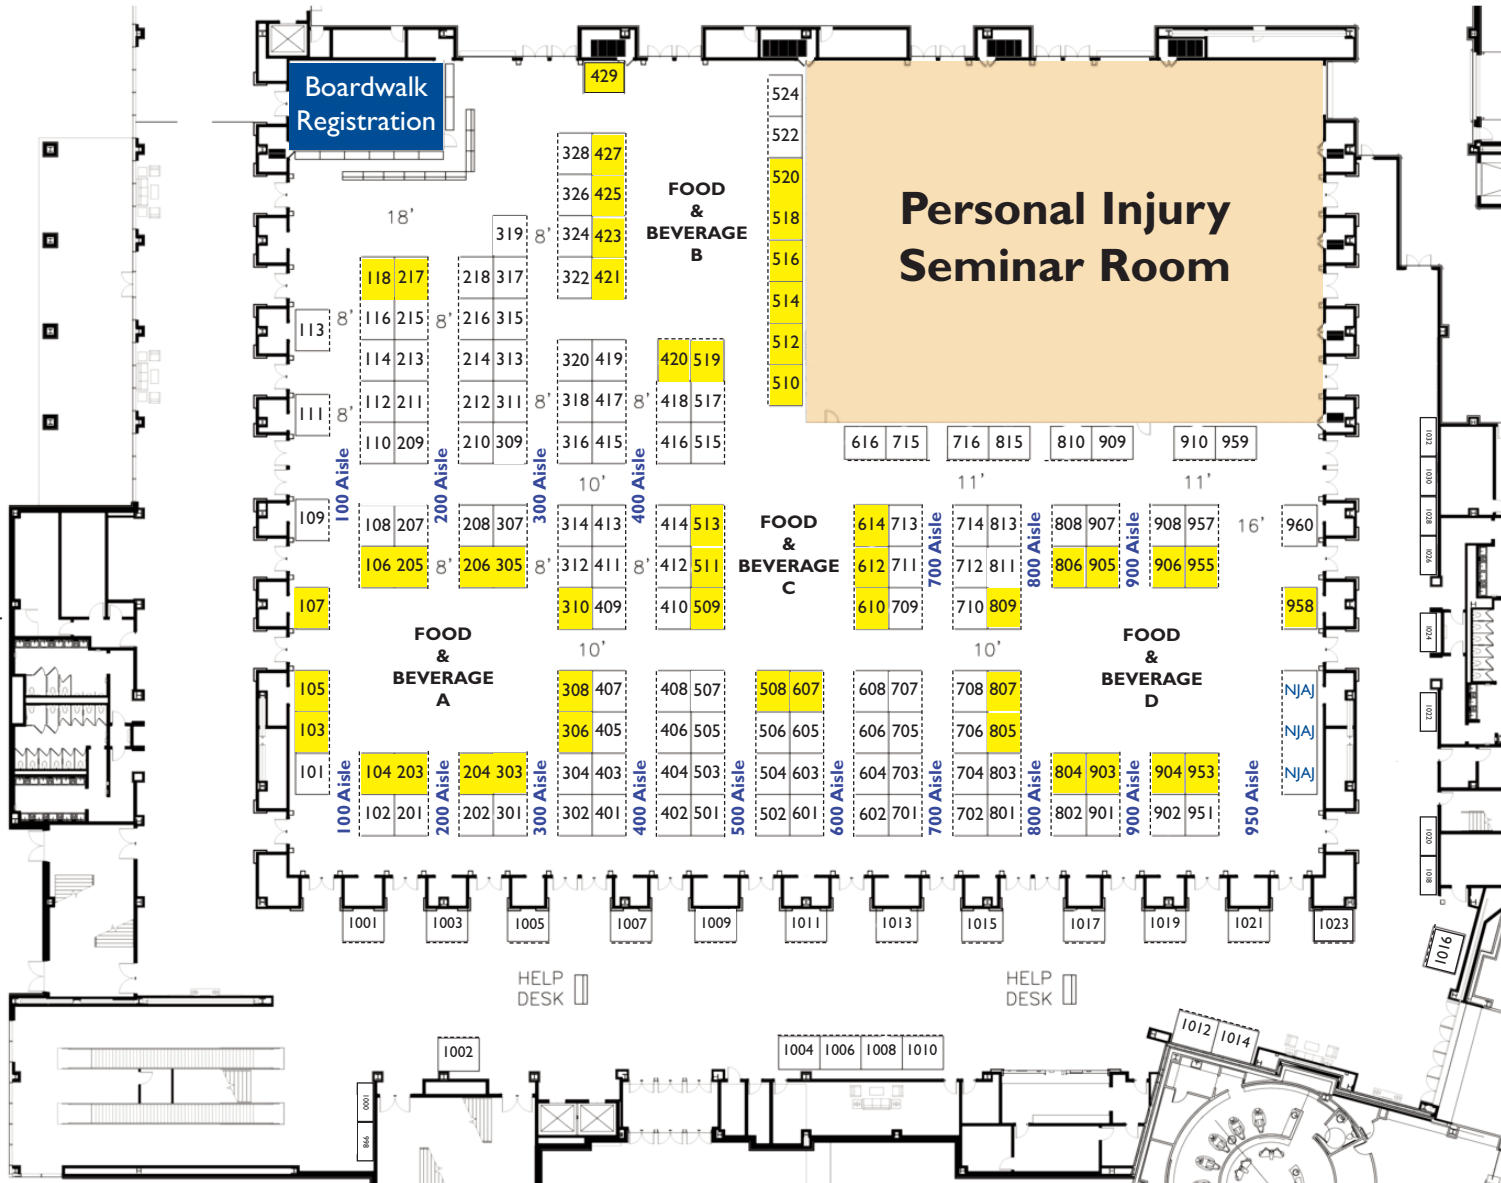 429
Boardwalk
Registration
524
522
328 427
520
326 425
FOOD
&
BEVERAGE
B
Personal Injury
Seminar Room
18'
518
319 8' 324 423
516
118 217
218 317
322 421
514
113 8' 116 215 8' 216 315
512
114 213
214 313
320 419
420 519
510
111 8' 112 211
212 311 8' 318 417 8' 418 517
110 209
210 309
316 415
416 515
616 715
716 815
810 909
910 959
1032
1030
1028
1026
100 Aisle
200 Aisle
300 Aisle
400 Aisle
10'
11'
11'
109
108 207
208 307
314 413
414 513
FOOD
&
BEVERAGE
C
614 713
714 813
808 907
908 957
16'
960
700 Aisle
800 Aisle
900 Aisle
106 205 8' 206 305 8' 312 411 8' 412 511
612 711
712 811
806 905
906 955
107
310 409
410 509
610 709
710 809
958
1024
FOOD
&
BEVERAGE
A
10'
10'
FOOD
&
BEVERAGE
D
105
308 407
408 507
508 607
608 707
708 807
NJAJ
1022
103
306 405
406 505
506 605
606 705
706 805
NJAJ
101
104 203
204 303
304 403
404 503
504 603
604 703
704 803
804 903
904 953
NJAJ
102 201
202 301
302 401
402 501
502 601
602 701
702 801
802 901
902 951
100 Aisle
200 Aisle
300 Aisle
400 Aisle
500 Aisle
600 Aisle
700 Aisle
800 Aisle
900 Aisle
950 Aisle
1020
1018
1001
1003
1005
1007
1009
1011
1013
1015
1017
1019
1021
1023
1016
HELP
DESK
HELP
DESK
1012 1014
1002
1004 1006 1008 1010
1000
998